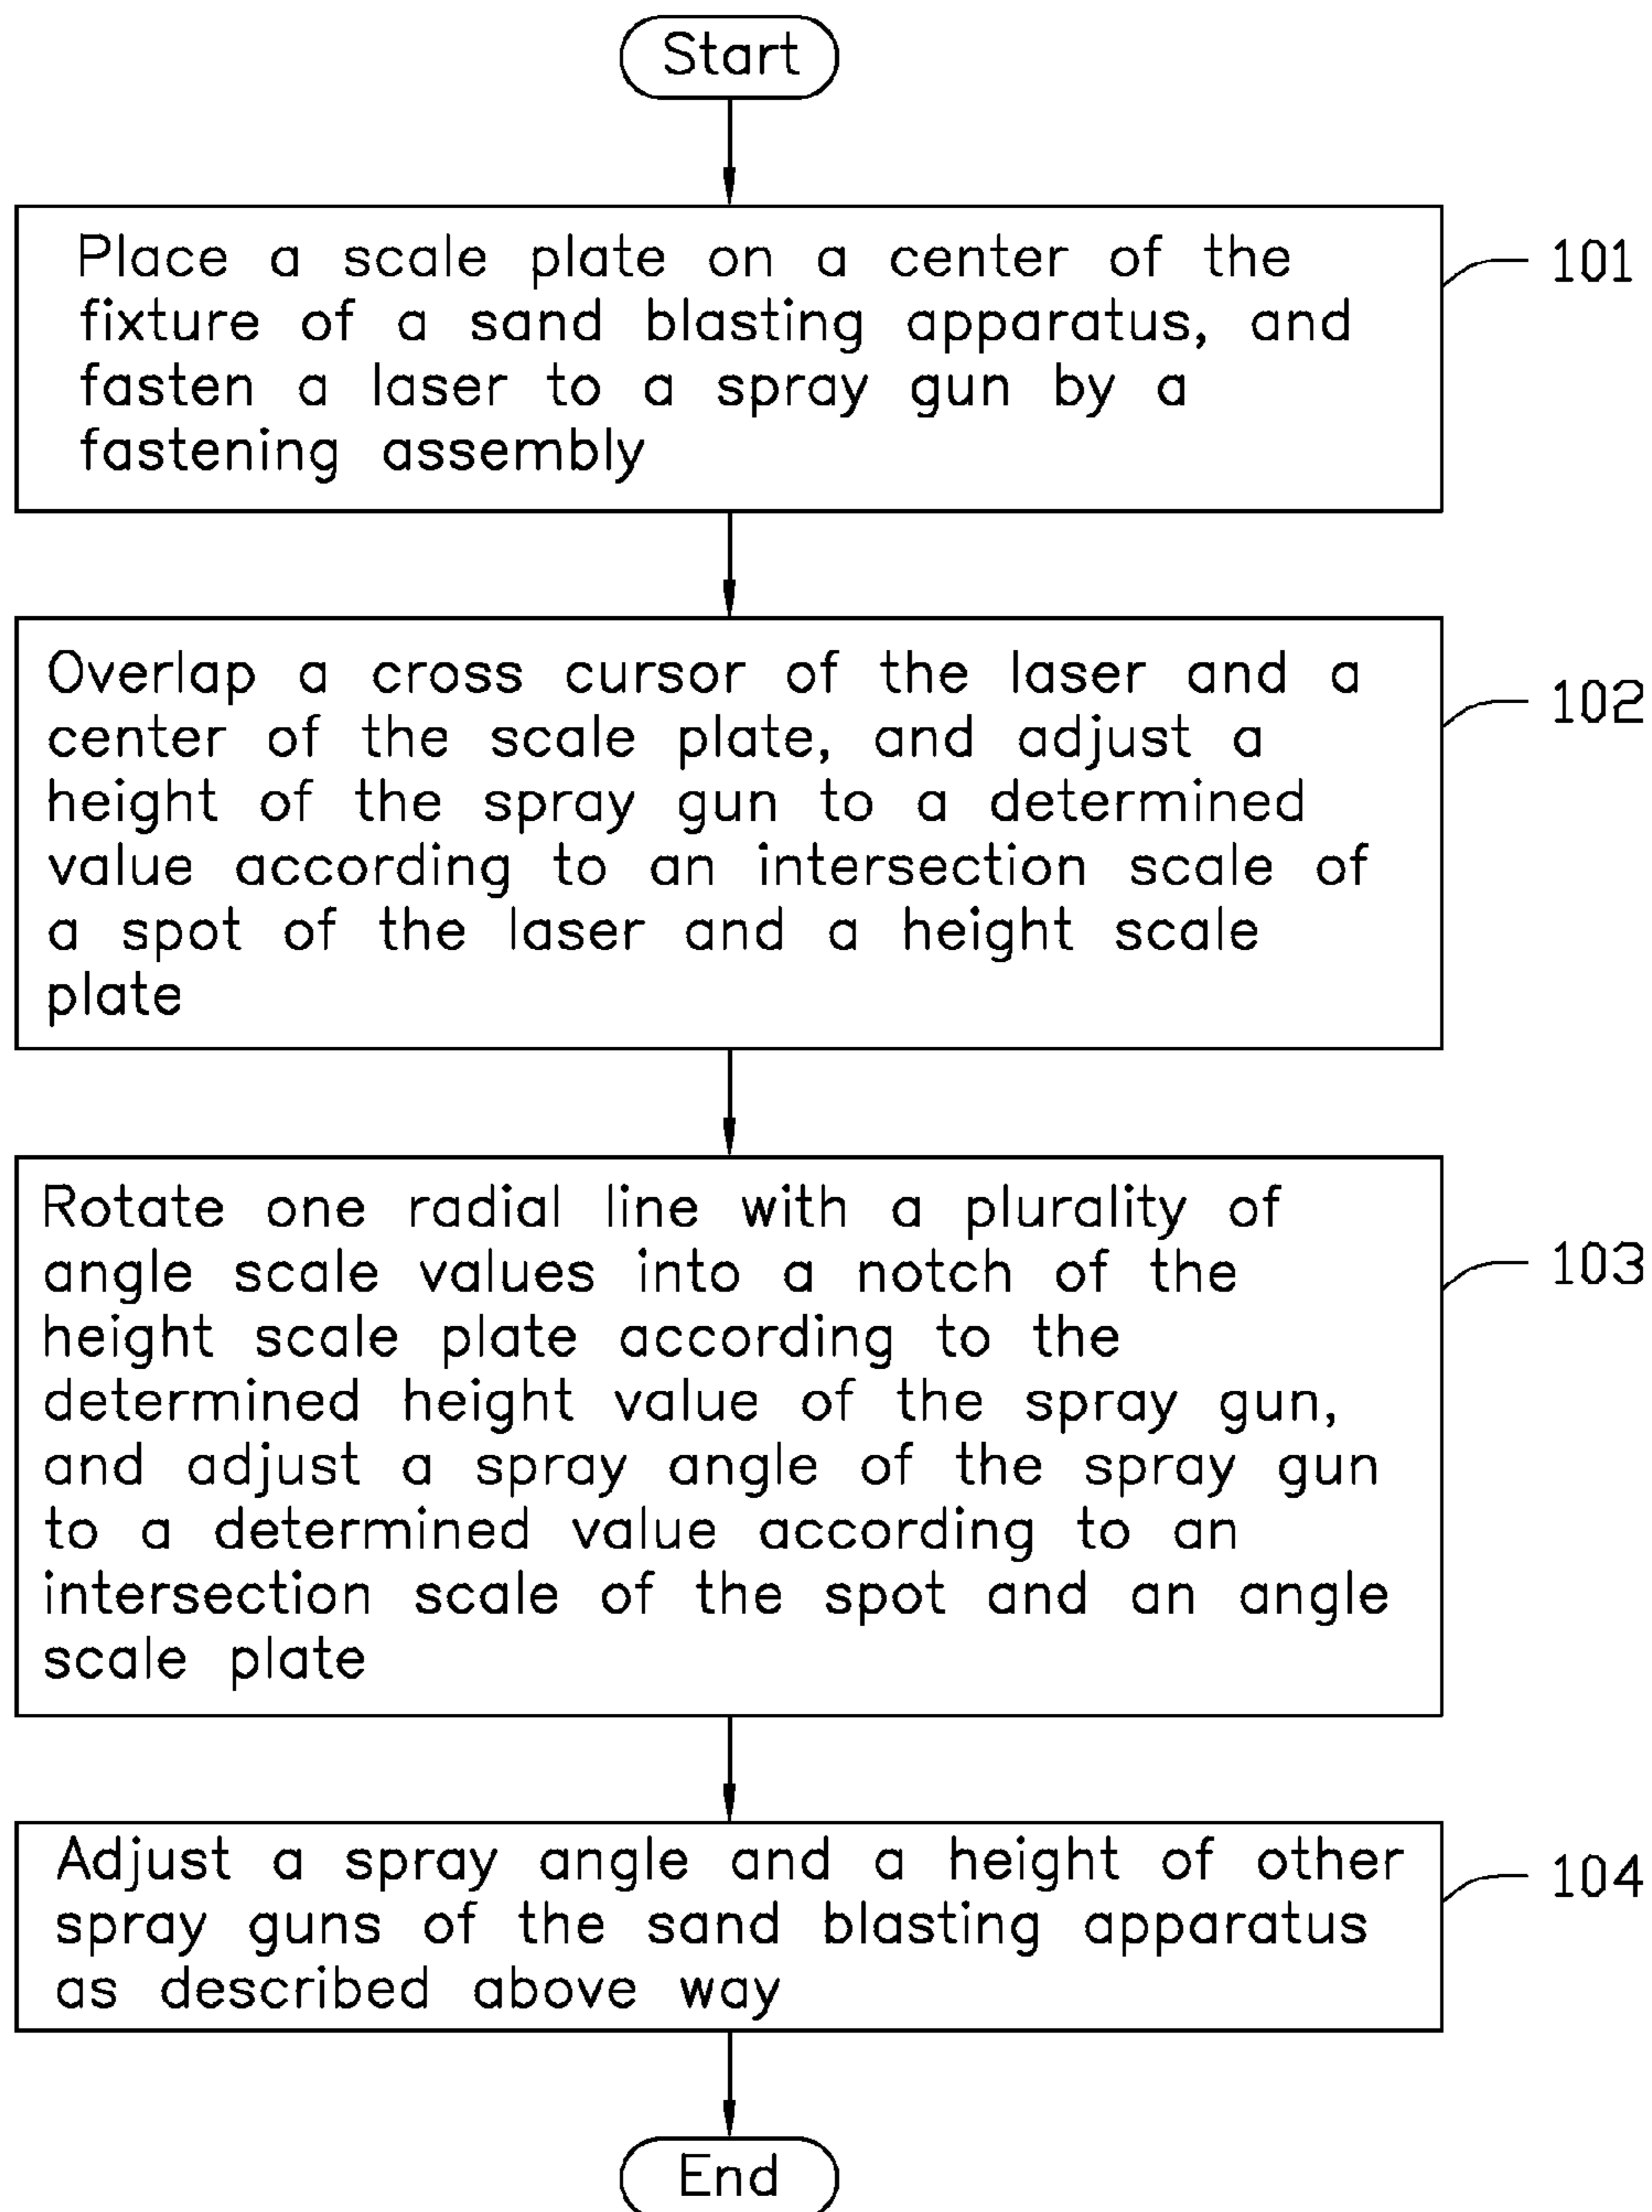 Start
Place a scale plate on a center of the
fixture of a sand blasting apparatus, and
fasten a laser to a spray gun by a
fastening assembly
101
Overlap a cross cursor of the laser and a
center of the scale plate, and adjust a
height of the spray gun to a determined
value according to an intersection scale of
a spot of the laser and a height scale
plate
102
Rotate one radial line with a plurality of
angle scale values into a notch of the
height scale plate according to the
determined height value of the spray gun,
and adjust a spray angle of the spray gun
to a determined value according to an
intersection scale of the spot and an angle
scale plate
103
Adjust a spray angle and a height of other
spray guns of the sand blasting apparatus
as described above way
104
End